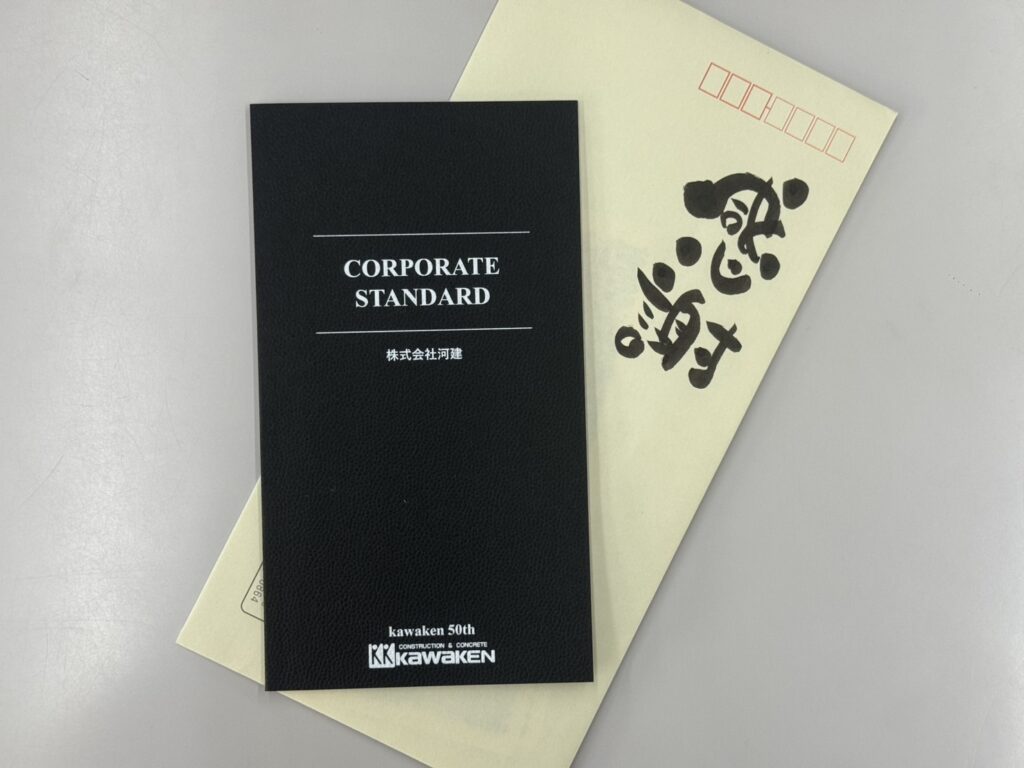 CORPORATE
STANDARD
株式会社河建
kawaken 50th
CONSTRUCTION & CONCRETE
KAWAKEN
感謝